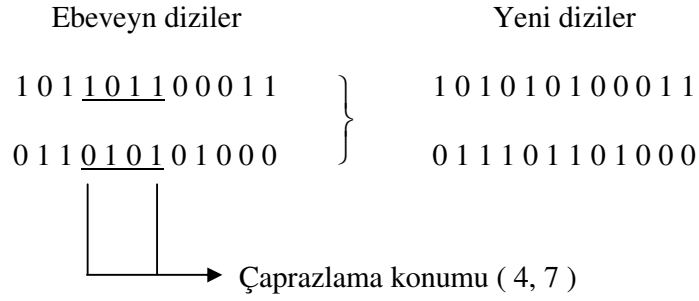 Ebeveyn diziler Yeni diziler
1 0 1 1 0 1 1 0 0 0 1 1 1 0 1 0 1 0 1 0 0 0 1 1
0 1 1 0 1 0 1 0 1 0 0 0 0 1 1 1 0 1 1 0 1 0 0 0
Çaprazlama konumu ( 4, 7 )